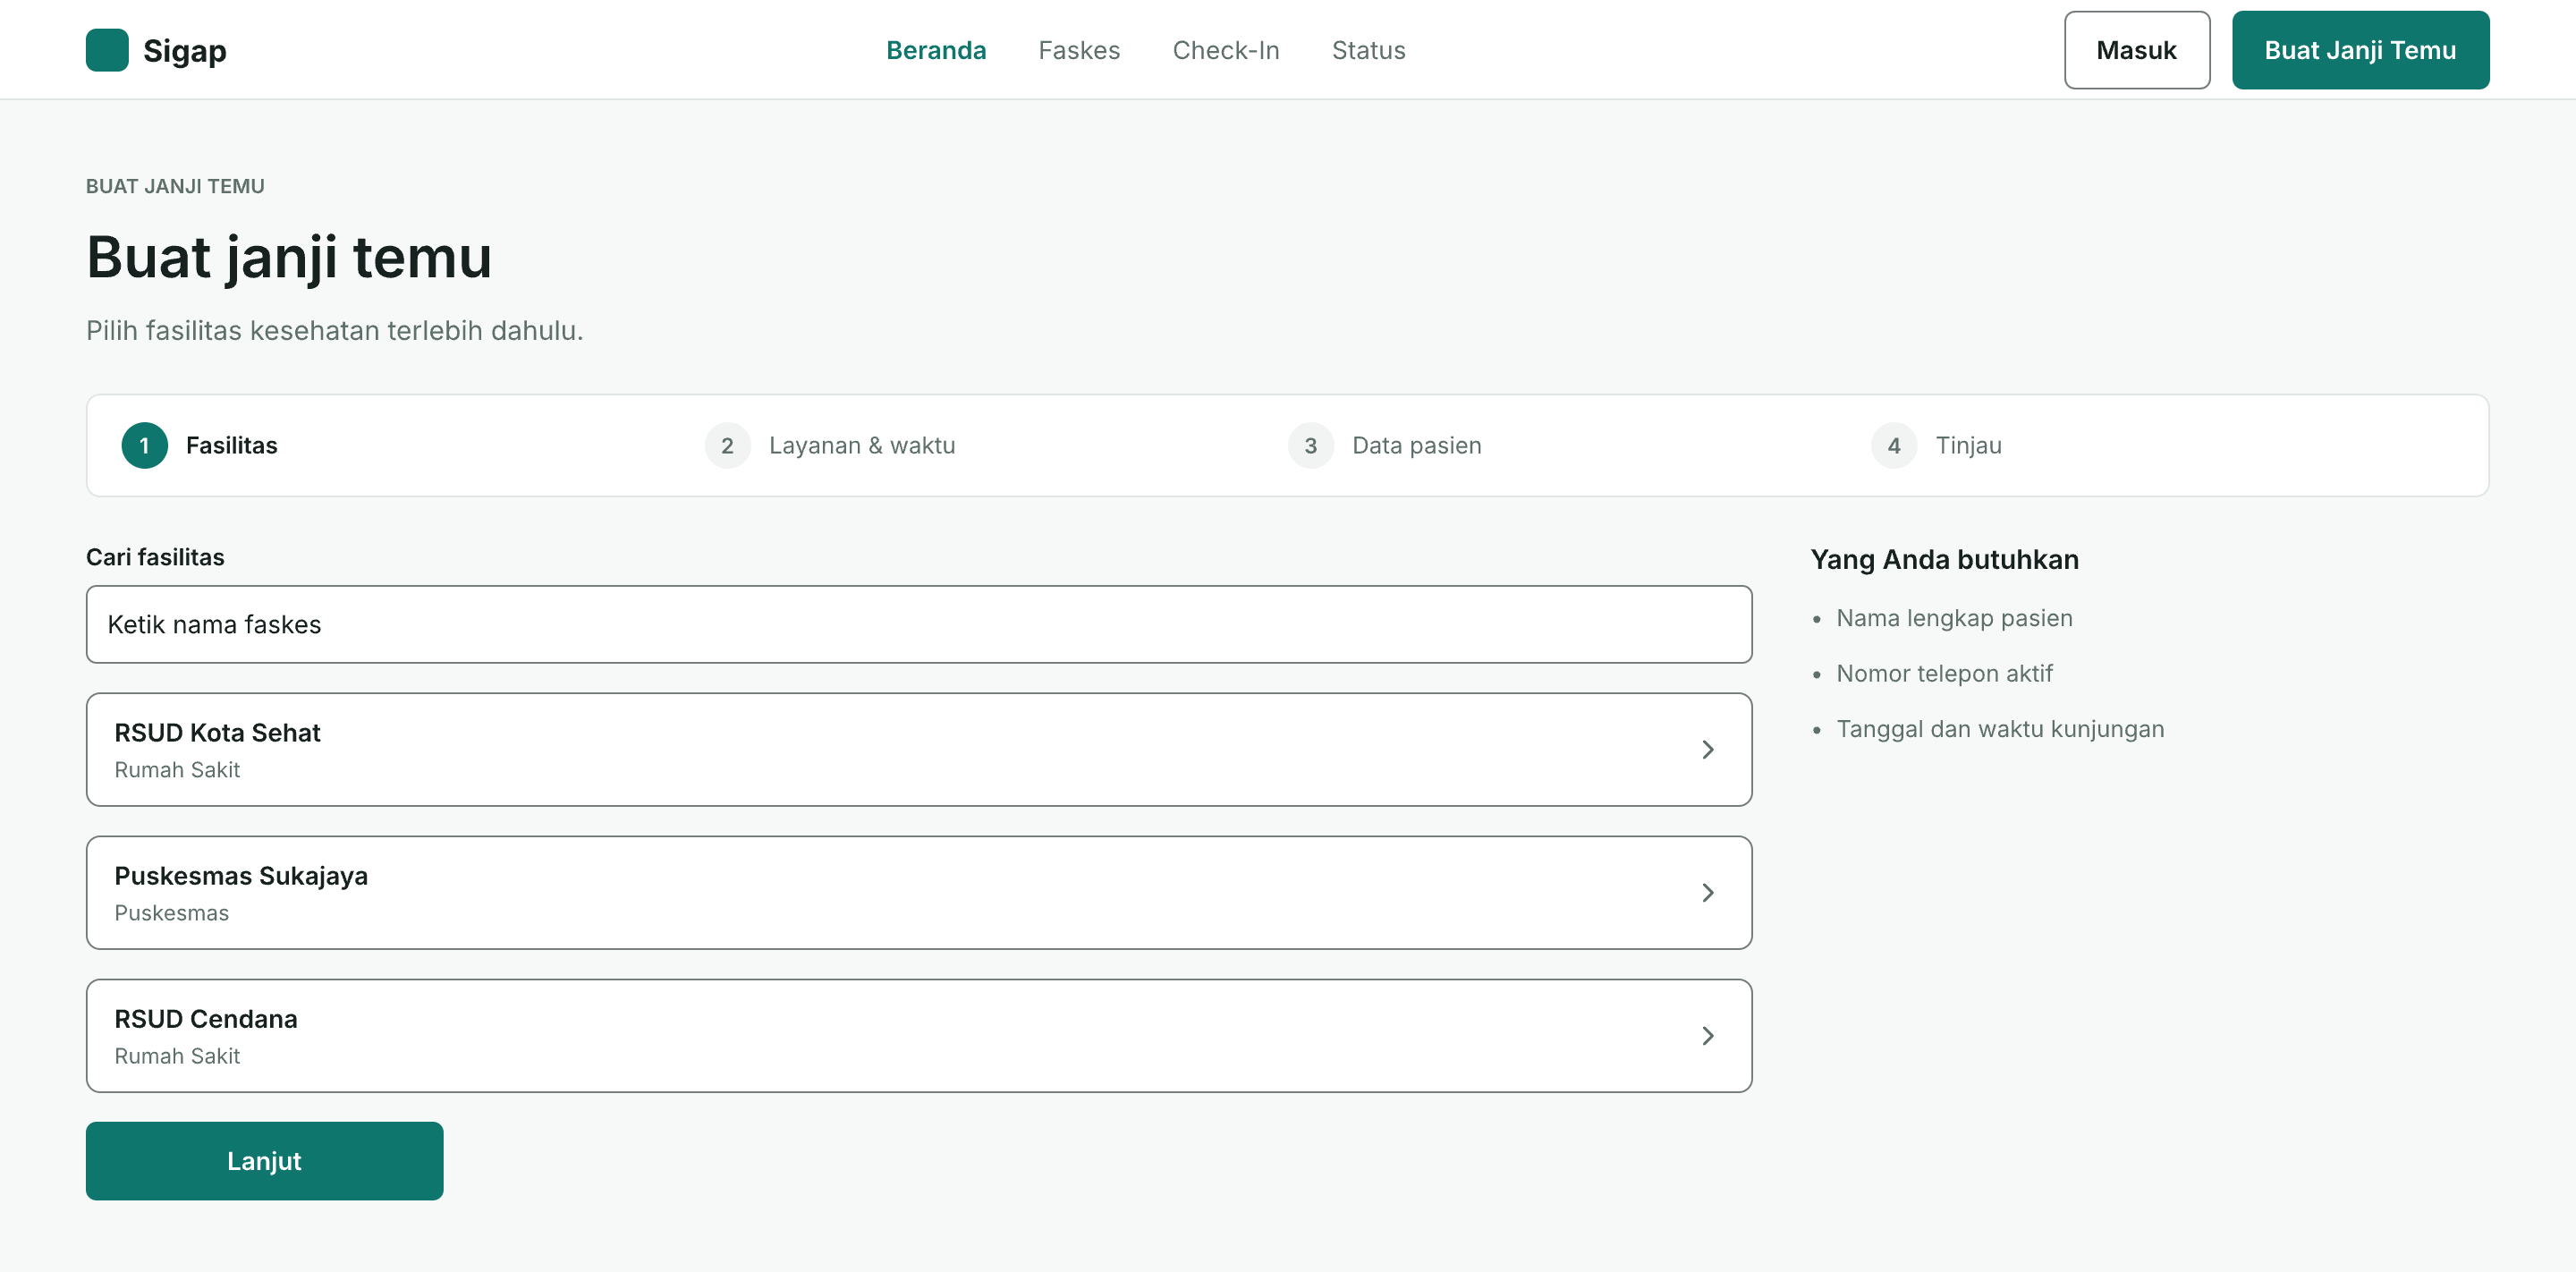 Sigap
Beranda
Faskes
Check-In
Status
Masuk
Buat Janji Temu
BUAT JANJI TEMU
Buat janji temu
Pilih fasilitas kesehatan terlebih dahulu.
1 Fasilitas
2 Layanan & waktu
3 Data pasien
4 Tinjau
Cari fasilitas
Ketik nama faskes
RSUD Kota Sehat
Rumah Sakit
Puskesmas Sukajaya
Puskesmas
RSUD Cendana
Rumah Sakit
Lanjut
Yang Anda butuhkan
• Nama lengkap pasien
• Nomor telepon aktif
• Tanggal dan waktu kunjungan